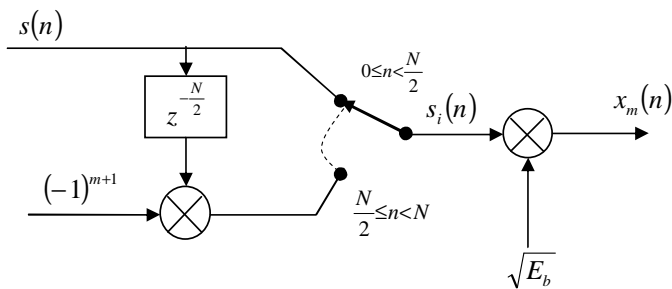 s(n)
0≤n<N/2
x_m(n)
z^{-N/2}
s_i(n)
(-1)^{m+1}
N/2≤n<N
√E_b